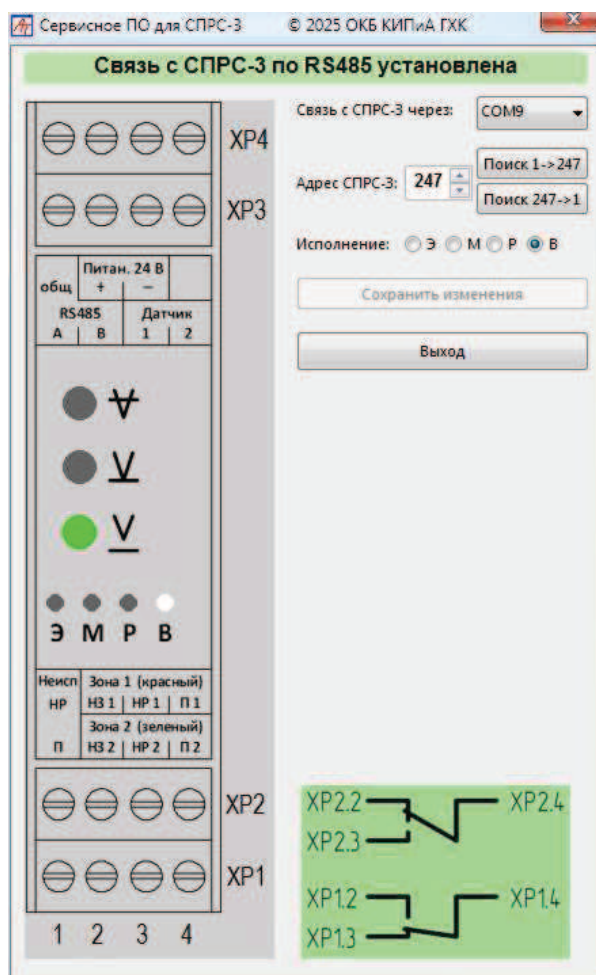 Сервисное ПО для СПРС-3 © 2025 ОКБ КИПиА ГХК
Связь с СПРС-3 по RS485 установлена
Связь с СПРС-3 через: COM9
Адрес СПРС-3: 247
Поиск 1->247
Поиск 247->1
Исполнение: Э М Р В
Сохранить изменения
Выход
XP4
XP3
Питан. 24 В
общ + −
RS485 Датчик
A B 1 2
Э М Р В
Неисп Зона 1 (красный)
НР НЗ 1 НР 1 П 1
Зона 2 (зеленый)
П НЗ 2 НР 2 П 2
XP2
XP1
1 2 3 4
XP2.2 XP2.4
XP2.3
XP1.2 XP1.4
XP1.3